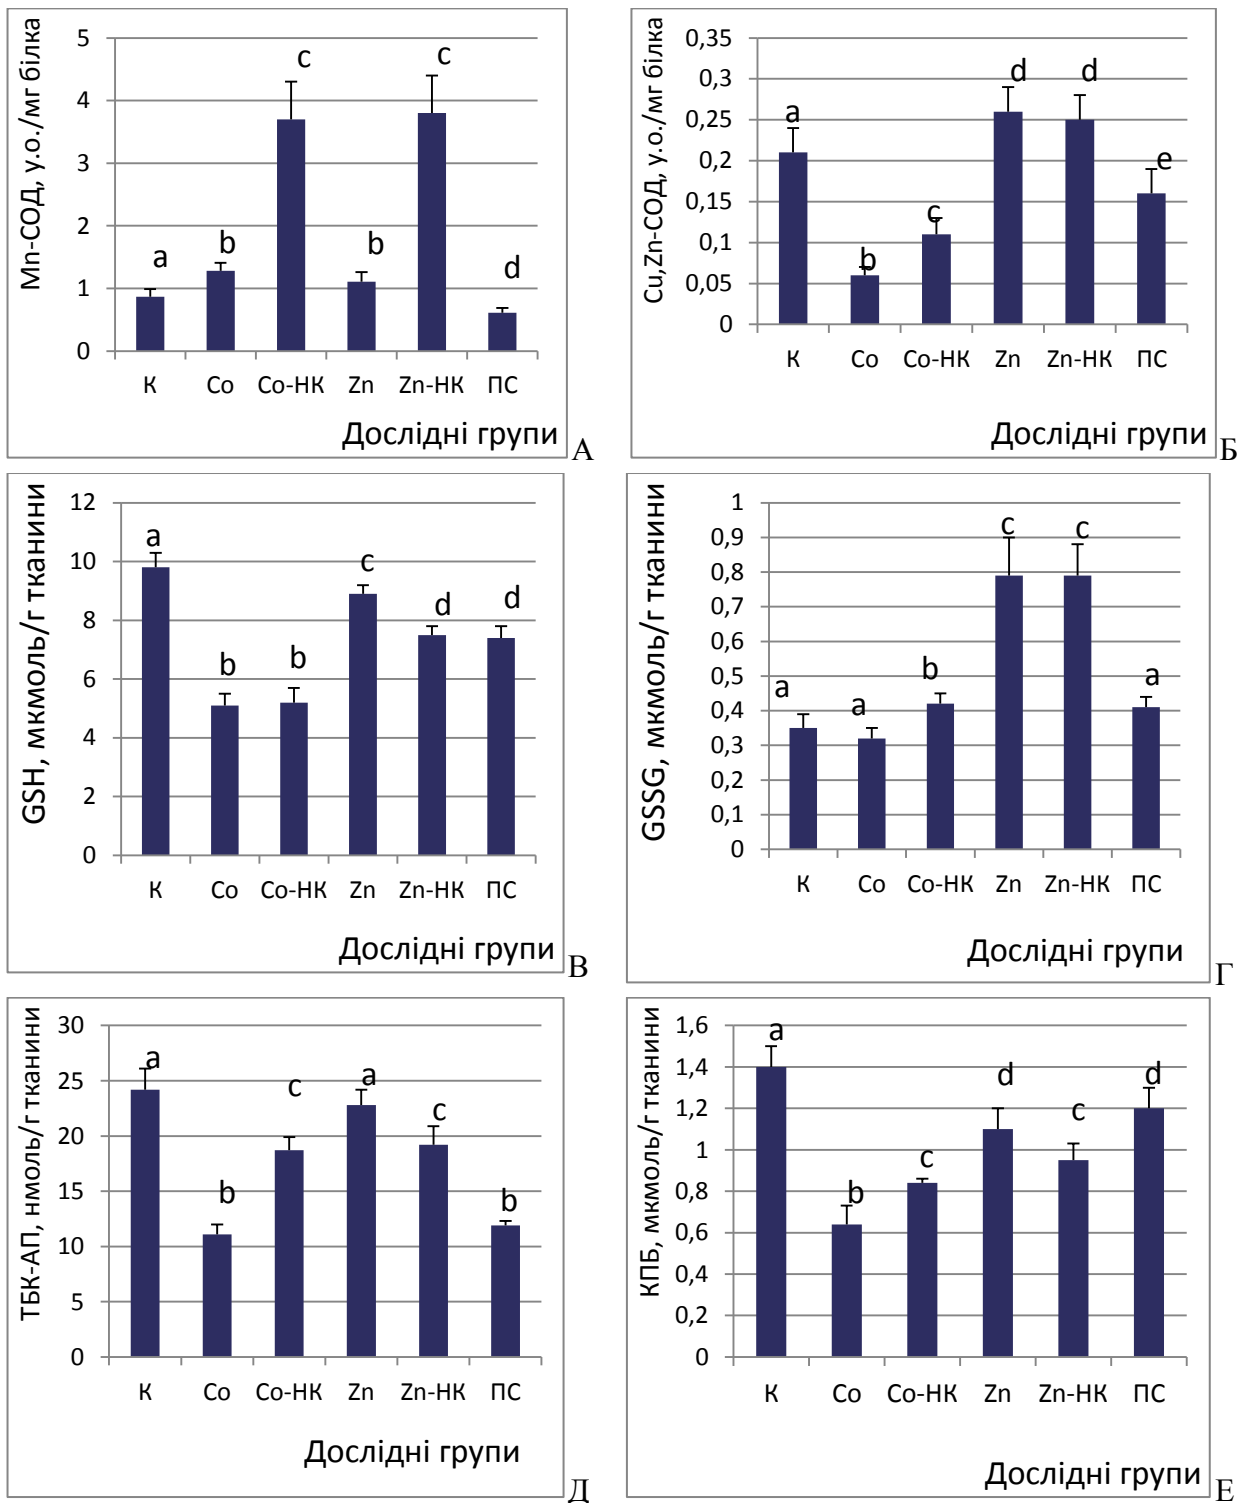 Mn-СОД, у.о./мг білка
5
4
3
2
1
0
a
b
c
b
c
d
К
Co
Co-НК
Zn
Zn-НК
ПС
Дослідні групи
А
Cu,Zn-СОД, у.о./мг білка
0,35
0,3
0,25
0,2
0,15
0,1
0,05
0
a
b
c
d
d
e
К
Co
Co-НК
Zn
Zn-НК
ПС
Дослідні групи
Б
GSH, мкмоль/г тканини
12
10
8
6
4
2
0
a
b
b
c
d
d
К
Co
Co-НК
Zn
Zn-НК
ПС
Дослідні групи
В
GSSG, мкмоль/г тканини
1
0,9
0,8
0,7
0,6
0,5
0,4
0,3
0,2
0,1
0
a
a
b
c
c
a
К
Co
Co-НК
Zn
Zn-НК
ПС
Дослідні групи
Г
ТБК-АП, нмоль/г тканини
30
25
20
15
10
5
0
a
b
c
a
c
b
К
Co
Co-НК
Zn
Zn-НК
ПС
Дослідні групи
Д
КПБ, мкмоль/г тканини
1,6
1,4
1,2
1
0,8
0,6
0,4
0,2
0
a
b
c
d
c
d
К
Co
Co-НК
Zn
Zn-НК
ПС
Дослідні групи
Е